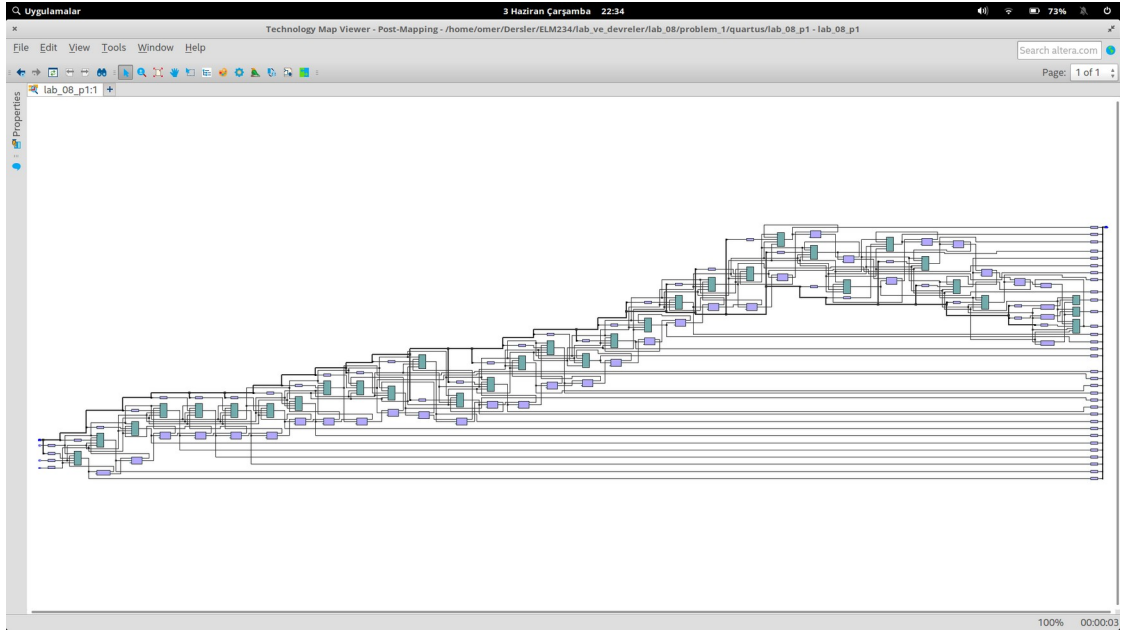 Uygulamalar
3 Haziran Çarşamba 22:34
73%
Technology Map Viewer - Post-Mapping - /home/omer/Dersler/ELM234/lab_ve_devreler/lab_08/problem_1/quartus/lab_08_p1 - lab_08_p1
File Edit View Tools Window Help
Search altera.com
Page: 1 of 1
lab_08_p1:1
Properties
100% 00:00:03